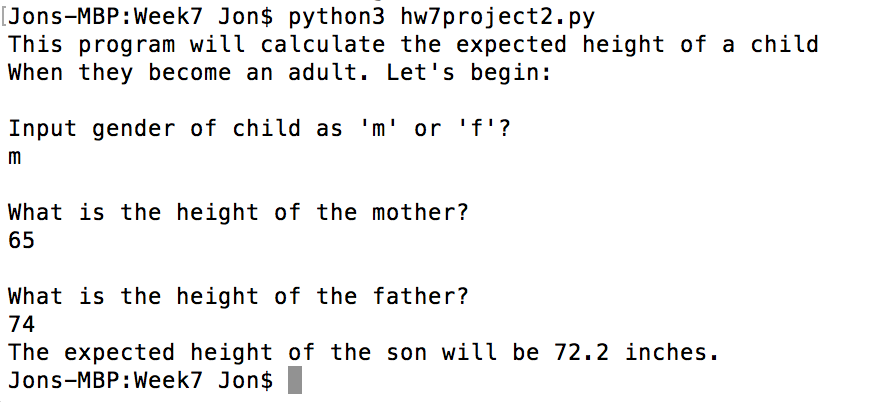 [Jons-MBP:Week7 Jon$ python3 hw7project2.py
This program will calculate the expected height of a child
When they become an adult. Let's begin:
Input gender of child as 'm' or 'f'?
m
What is the height of the mother?
65
What is the height of the father?
74
The expected height of the son will be 72.2 inches.
Jons-MBP:Week7 Jon$